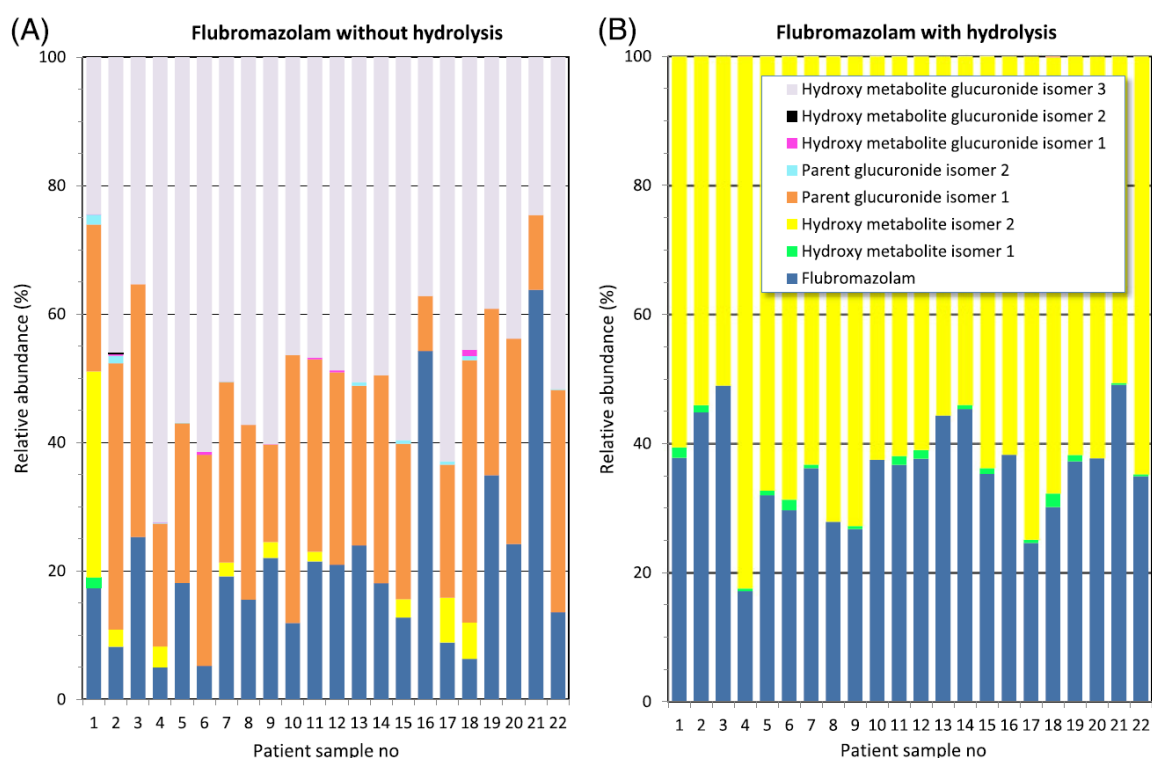 (A)
Flubromazolam without hydrolysis
Relative abundance (%)
100
80
60
40
20
0
1 2 3 4 5 6 7 8 9 10 11 12 13 14 15 16 17 18 19 20 21 22
Patient sample no
(B)
Flubromazolam with hydrolysis
Relative abundance (%)
100
80
60
40
20
0
Hydroxy metabolite glucuronide isomer 3
Hydroxy metabolite glucuronide isomer 2
Hydroxy metabolite glucuronide isomer 1
Parent glucuronide isomer 2
Parent glucuronide isomer 1
Hydroxy metabolite isomer 2
Hydroxy metabolite isomer 1
Flubromazolam
1 2 3 4 5 6 7 8 9 10 11 12 13 14 15 16 17 18 19 20 21 22
Patient sample no